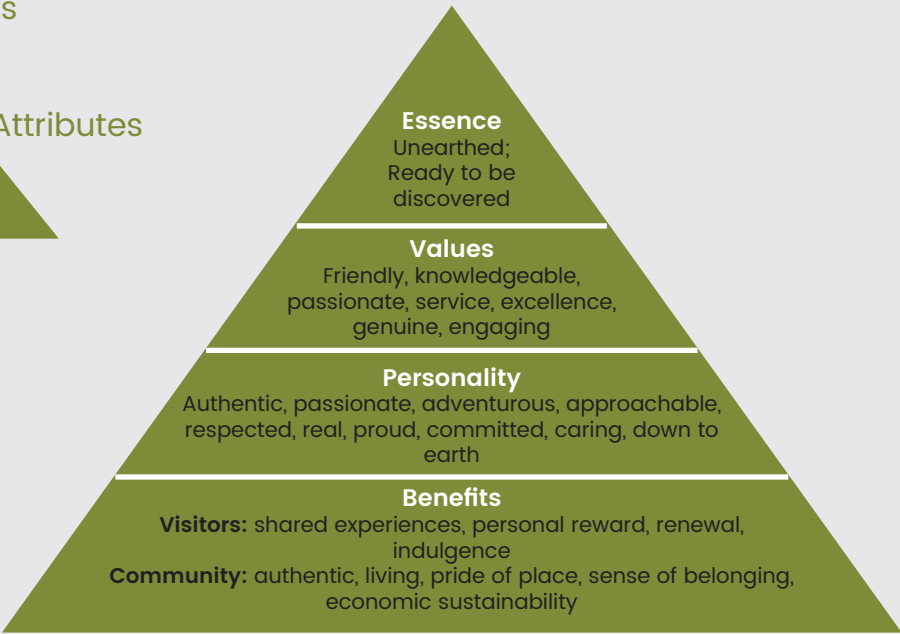 s
Attributes
Essence
Unearthed;
Ready to be
discovered
Values
Friendly, knowledgeable,
passionate, service, excellence,
genuine, engaging
Personality
Authentic, passionate, adventurous, approachable,
respected, real, proud, committed, caring, down to
earth
Benefits
Visitors: shared experiences, personal reward, renewal,
indulgence
Community: authentic, living, pride of place, sense of belonging,
economic sustainability